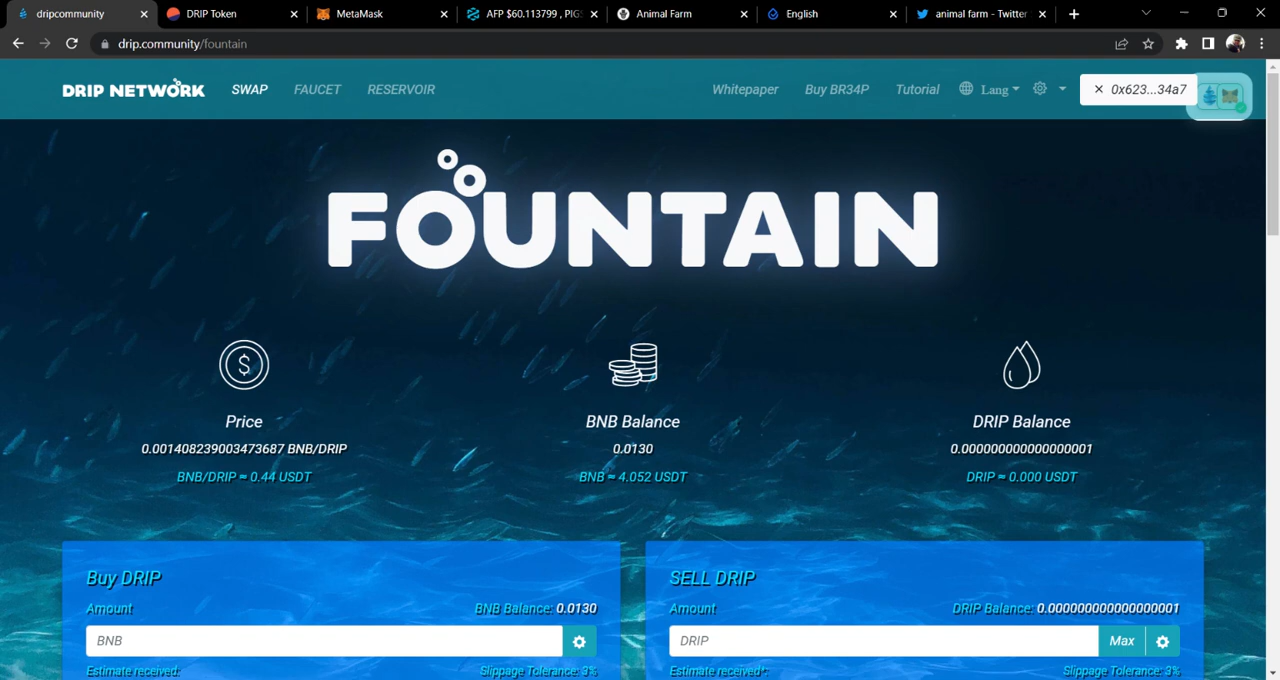 dripcommunity
DRIP Token
MetaMask
AFP $60.113799 , PIGS
Animal Farm
English
animal farm - Twitter
drip.community/fountain
DRIP NETWORK
SWAP
FAUCET
RESERVOIR
Whitepaper
Buy BR34P
Tutorial
Lang
0x623...34a7
FOUNTAIN
Price
BNB Balance
DRIP Balance
0.001408239003473687 BNB/DRIP
0.0130
0.000000000000000001
BNB/DRIP ≈ 0.44 USDT
BNB ≈ 4.052 USDT
DRIP ≈ 0.000 USDT
Buy DRIP
Amount
BNB Balance: 0.0130
BNB
Estimate received:
Slippage Tolerance: 3%
SELL DRIP
Amount
DRIP Balance: 0.000000000000000001
DRIP
Max
Estimate received*:
Slippage Tolerance: 3%